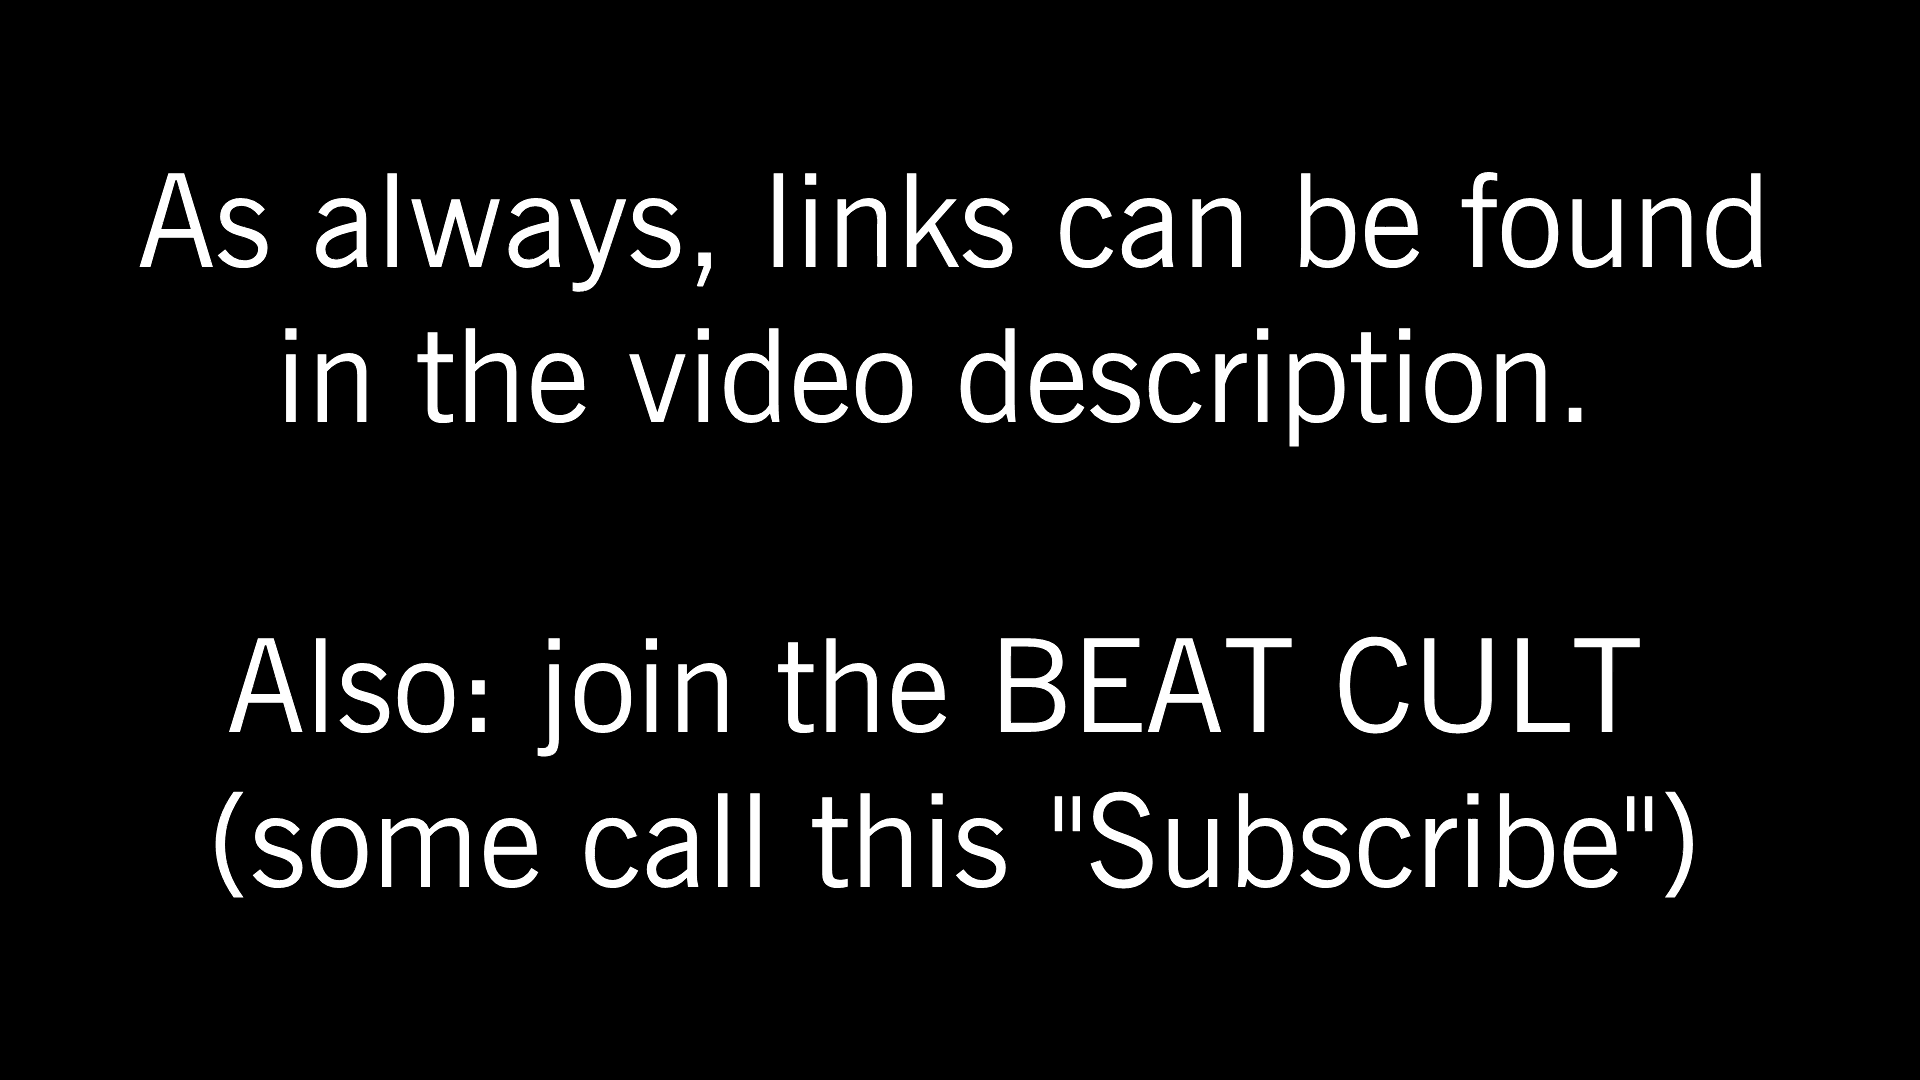 As always, links can be found
in the video description.
Also: join the BEAT CULT
(some call this "Subscribe")